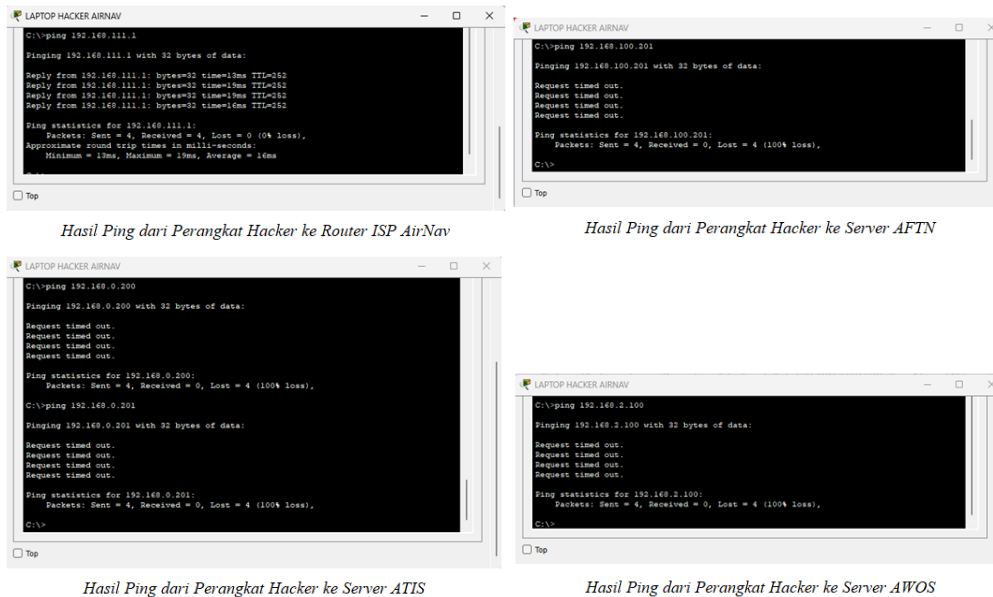 LAPTOP HACKER AIRNAV
C:\>ping 192.168.111.1
Pinging 192.168.111.1 with 32 bytes of data:
Reply from 192.168.111.1: bytes=32 time=13ms TTL=252
Reply from 192.168.111.1: bytes=32 time=19ms TTL=252
Reply from 192.168.111.1: bytes=32 time=19ms TTL=252
Reply from 192.168.111.1: bytes=32 time=16ms TTL=252
Ping statistics for 192.168.111.1:
Packets: Sent = 4, Received = 4, Lost = 0 (0% loss),
Approximate round trip times in milli-seconds:
Minimum = 13ms, Maximum = 19ms, Average = 16ms
Top
Hasil Ping dari Perangkat Hacker ke Router ISP AirNav
LAPTOP HACKER AIRNAV
C:\>ping 192.168.100.201
Pinging 192.168.100.201 with 32 bytes of data:
Request timed out.
Request timed out.
Request timed out.
Request timed out.
Ping statistics for 192.168.100.201:
Packets: Sent = 4, Received = 0, Lost = 4 (100% loss),
C:\>
Top
Hasil Ping dari Perangkat Hacker ke Server AFTN
LAPTOP HACKER AIRNAV
C:\>ping 192.168.0.200
Pinging 192.168.0.200 with 32 bytes of data:
Request timed out.
Request timed out.
Request timed out.
Request timed out.
Ping statistics for 192.168.0.200:
Packets: Sent = 4, Received = 0, Lost = 4 (100% loss),
C:\>ping 192.168.0.201
Pinging 192.168.0.201 with 32 bytes of data:
Request timed out.
Request timed out.
Request timed out.
Request timed out.
Ping statistics for 192.168.0.201:
Packets: Sent = 4, Received = 0, Lost = 4 (100% loss),
C:\>
Top
Hasil Ping dari Perangkat Hacker ke Server ATIS
LAPTOP HACKER AIRNAV
C:\>ping 192.168.2.100
Pinging 192.168.2.100 with 32 bytes of data:
Request timed out.
Request timed out.
Request timed out.
Request timed out.
Ping statistics for 192.168.2.100:
Packets: Sent = 4, Received = 0, Lost = 4 (100% loss),
C:\>
Top
Hasil Ping dari Perangkat Hacker ke Server AWOS